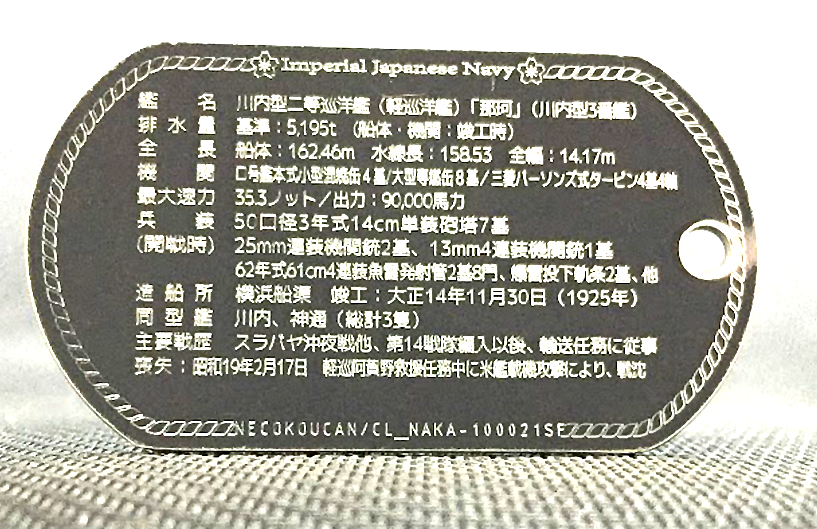 Imperial Japanese Navy
艦名 川内型二等巡洋艦（軽巡洋艦）「那珂」（川内型3番艦）
排水量 基準：5,195t （船体・機関：竣工時）
全長 船体：162.46m 水線長：158.53 全幅：14.17m
機関 ロ号艦本式小型混焼缶4基/大型専焼缶8基/三菱パーソンズ式タービン4基4軸
最大速力 35.3ノット/出力：90,000馬力
兵装 50口径3年式14cm単装砲塔7基
(開戦時) 25mm連装機関銃2基、13mm4連装機関銃1基
62年式61cm4連装魚雷発射管2基8門、爆雷投下軌条2基、他
造船所 横浜船渠 竣工：大正14年11月30日（1925年）
同型艦 川内、神通（総計3隻）
主要戦歴 スラバヤ沖夜戦他、第14戦隊編入以後、輸送任務に従事
喪失：昭和19年2月17日 軽巡阿賀野救援任務中に米艦載機攻撃により、戦沈
NECOKOUCAN/CL_NAKA-100021SF